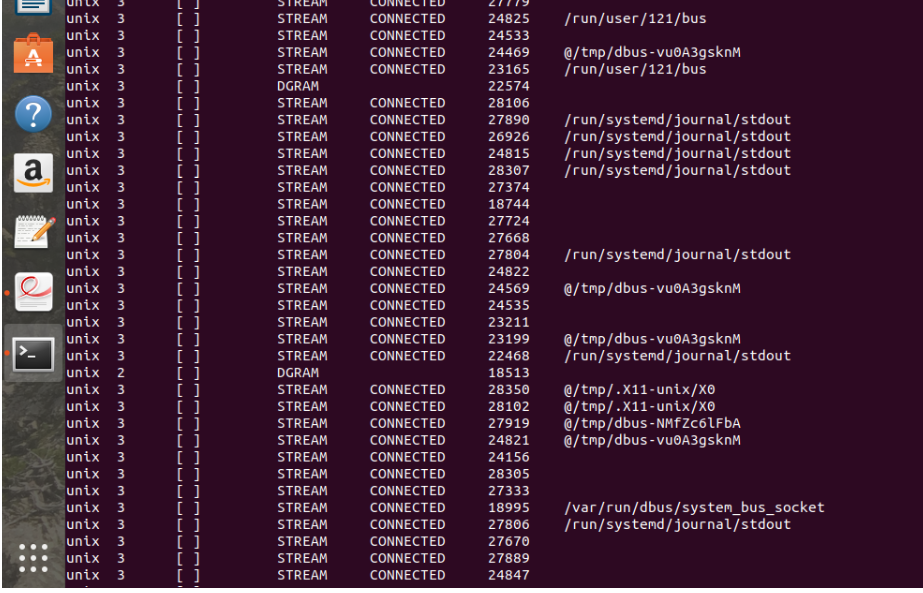 unix 3 [ ] STREAM CONNECTED 27779
unix 3 [ ] STREAM CONNECTED 24825 /run/user/121/bus
unix 3 [ ] STREAM CONNECTED 24533
unix 3 [ ] STREAM CONNECTED 24469 @/tmp/dbus-vu0A3gsknM
unix 3 [ ] STREAM CONNECTED 23165 /run/user/121/bus
unix 3 [ ] DGRAM 22574
unix 3 [ ] STREAM CONNECTED 28106
unix 3 [ ] STREAM CONNECTED 27890 /run/systemd/journal/stdout
unix 3 [ ] STREAM CONNECTED 26926 /run/systemd/journal/stdout
unix 3 [ ] STREAM CONNECTED 24815 /run/systemd/journal/stdout
unix 3 [ ] STREAM CONNECTED 28307 /run/systemd/journal/stdout
unix 3 [ ] STREAM CONNECTED 27374
unix 3 [ ] STREAM CONNECTED 18744
unix 3 [ ] STREAM CONNECTED 27724
unix 3 [ ] STREAM CONNECTED 27668
unix 3 [ ] STREAM CONNECTED 27804 /run/systemd/journal/stdout
unix 3 [ ] STREAM CONNECTED 24822
unix 3 [ ] STREAM CONNECTED 24569 @/tmp/dbus-vu0A3gsknM
unix 3 [ ] STREAM CONNECTED 24535
unix 3 [ ] STREAM CONNECTED 23211
unix 3 [ ] STREAM CONNECTED 23199 @/tmp/dbus-vu0A3gsknM
unix 3 [ ] STREAM CONNECTED 22468 /run/systemd/journal/stdout
unix 2 [ ] DGRAM 18513
unix 3 [ ] STREAM CONNECTED 28350 @/tmp/.X11-unix/X0
unix 3 [ ] STREAM CONNECTED 28102 @/tmp/.X11-unix/X0
unix 3 [ ] STREAM CONNECTED 27919 @/tmp/dbus-NMfZc6lFbA
unix 3 [ ] STREAM CONNECTED 24821 @/tmp/dbus-vu0A3gsknM
unix 3 [ ] STREAM CONNECTED 24156
unix 3 [ ] STREAM CONNECTED 28305
unix 3 [ ] STREAM CONNECTED 27333
unix 3 [ ] STREAM CONNECTED 18995 /var/run/dbus/system_bus_socket
unix 3 [ ] STREAM CONNECTED 27806 /run/systemd/journal/stdout
unix 3 [ ] STREAM CONNECTED 27670
unix 3 [ ] STREAM CONNECTED 27889
unix 3 [ ] STREAM CONNECTED 24847